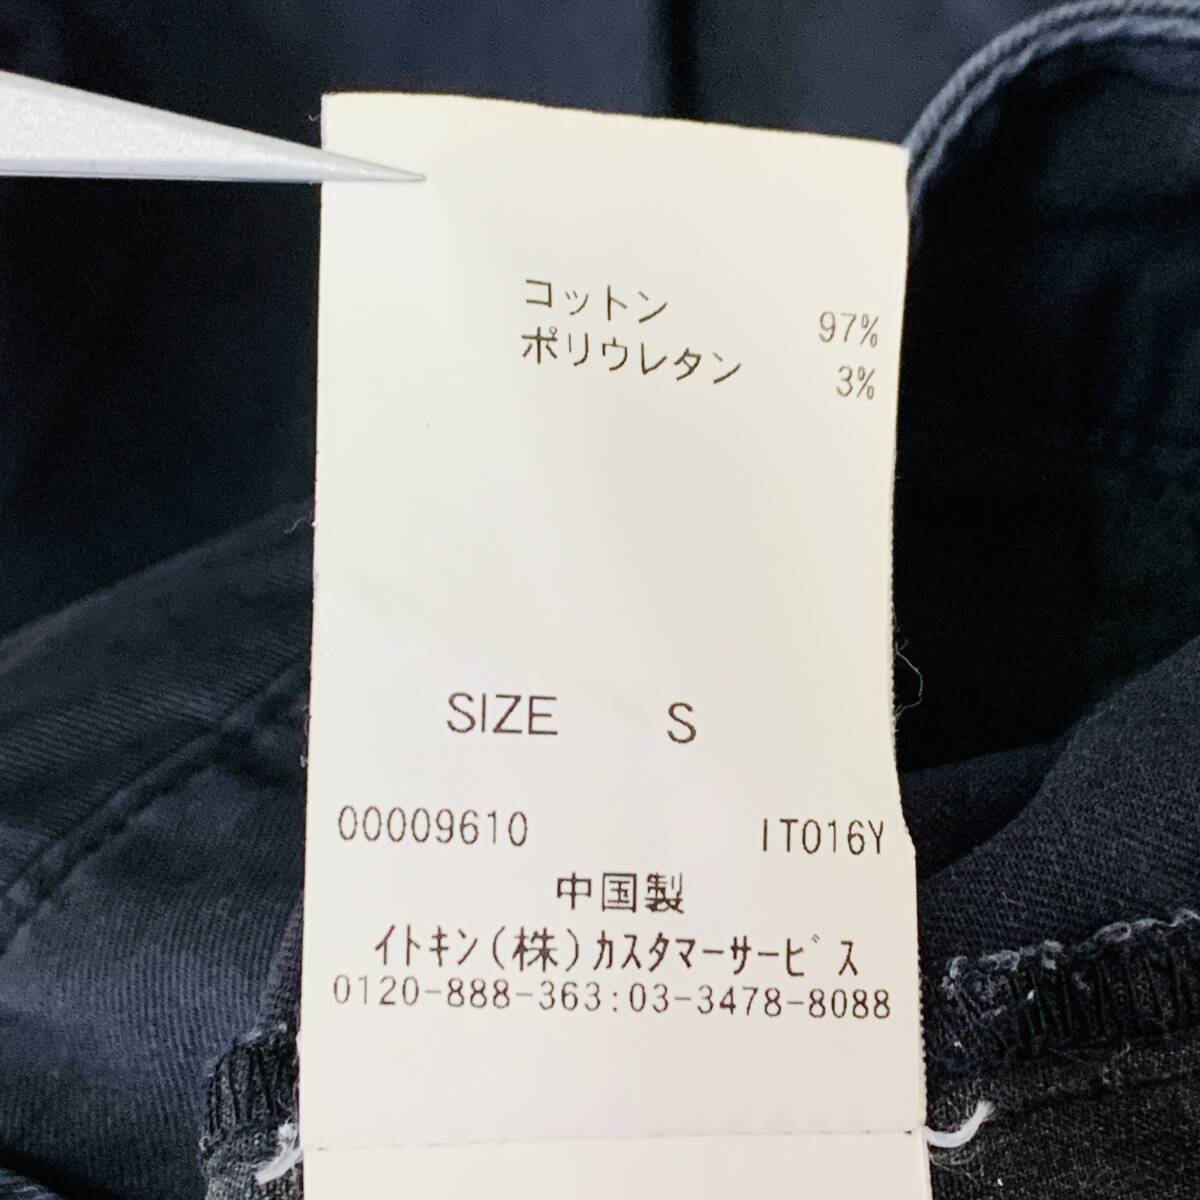 コットン 97%
ポリウレタン 3%
SIZE S
00009610 IT016Y
中国製
イトキン(株)カスタマーサービス
0120-888-363:03-3478-8088